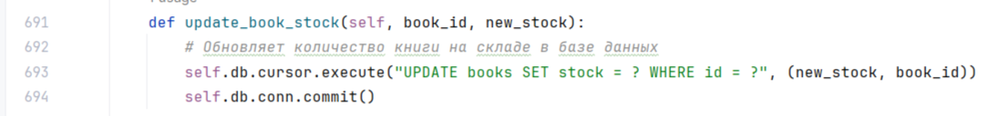 691 def update_book_stock(self, book_id, new_stock):
692 # Обновляет количество книги на складе в базе данных
693 self.db.cursor.execute("UPDATE books SET stock = ? WHERE id = ?", (new_stock, book_id))
694 self.db.conn.commit()